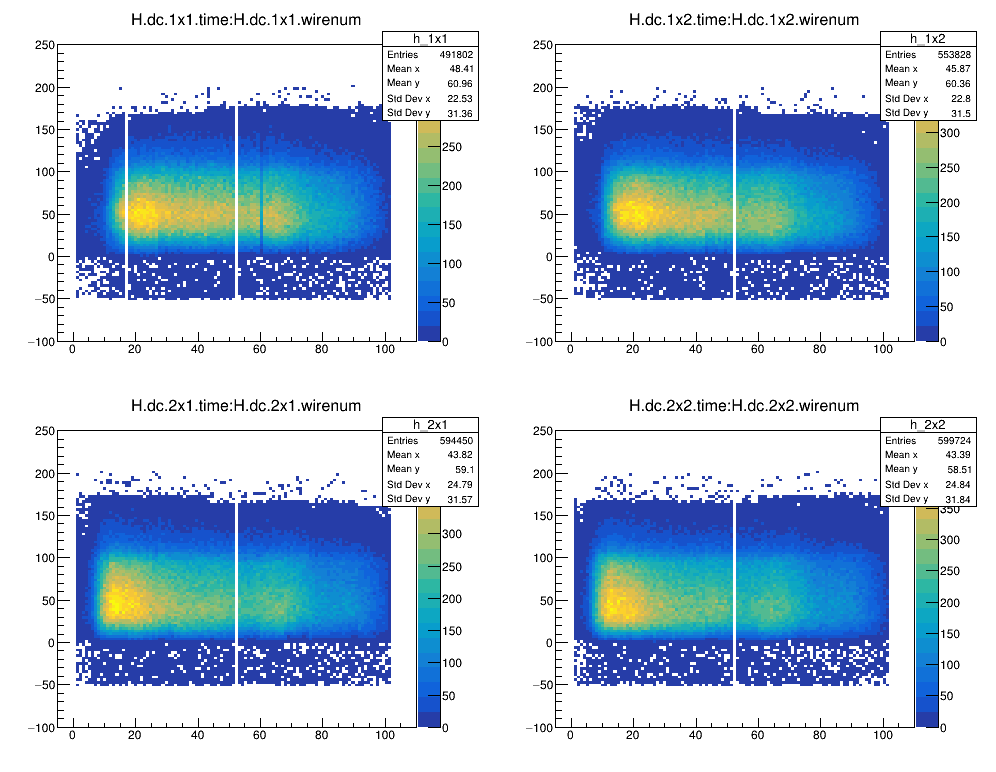 H.dc.1x1.time:H.dc.1x1.wirenum
h_1x1
Entries 491802
Mean x 48.41
Mean y 60.96
Std Dev x 22.53
Std Dev y 31.36
250
200
150
100
50
0
−50
−100
0 20 40 60 80 100
250
200
150
100
50
0
H.dc.1x2.time:H.dc.1x2.wirenum
h_1x2
Entries 553828
Mean x 45.87
Mean y 60.36
Std Dev x 22.8
Std Dev y 31.5
250
200
150
100
50
0
−50
−100
0 20 40 60 80 100
300
250
200
150
100
50
0
H.dc.2x1.time:H.dc.2x1.wirenum
h_2x1
Entries 594450
Mean x 43.82
Mean y 59.1
Std Dev x 24.79
Std Dev y 31.57
250
200
150
100
50
0
−50
−100
0 20 40 60 80 100
300
250
200
150
100
50
0
H.dc.2x2.time:H.dc.2x2.wirenum
h_2x2
Entries 599724
Mean x 43.39
Mean y 58.51
Std Dev x 24.84
Std Dev y 31.84
250
200
150
100
50
0
−50
−100
0 20 40 60 80 100
350
300
250
200
150
100
50
0